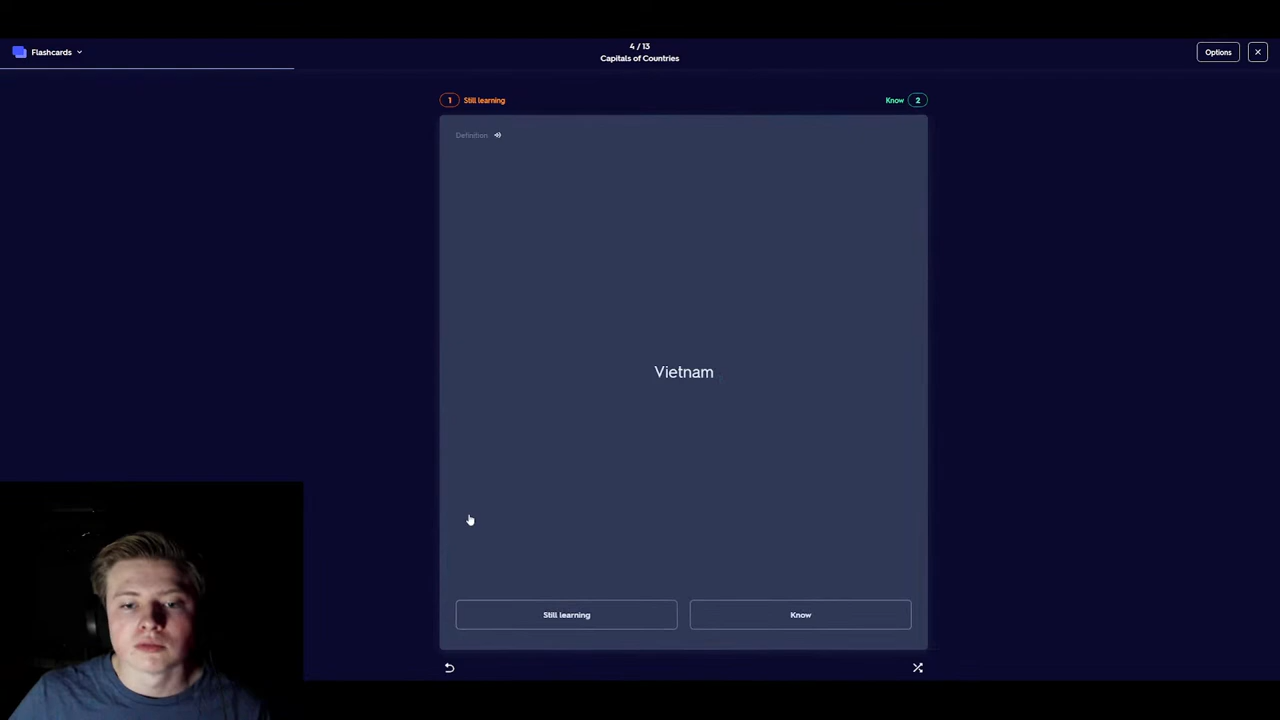 Flashcards
4 / 13
Capitals of Countries
Options
1 Still learning
Know 2
Definition
Vietnam
Still learning
Know